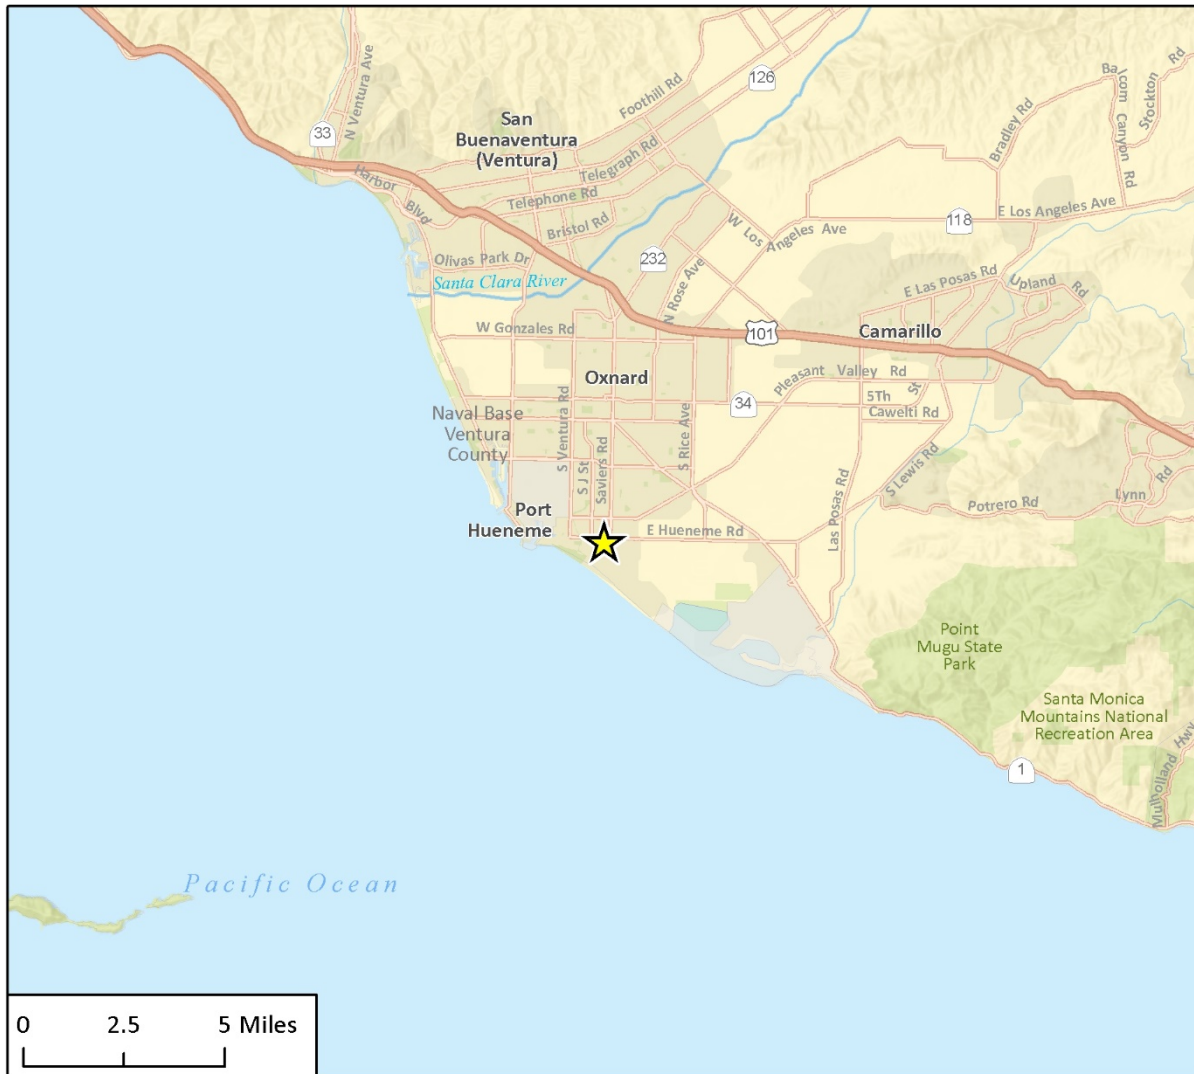 N Ventura Ave
33
San
Buenaventura
(Ventura)
Foothill Rd
126
Telegraph Rd
Telephone Rd
Bristol Rd
Harbor Blvd
Olivas Park Dr
Santa Clara River
232
N Rose Ave
W Los Angeles Ave
118
E Los Angeles Ave
Bradley Rd
Balcom Canyon Rd
Stockton Rd
E Las Posas Rd
Upland Rd
W Gonzales Rd
101
Camarillo
Oxnard
Pleasant Valley Rd
34
5Th St
Cawelti Rd
Naval Base
Ventura
County
S Ventura Rd
S J St
Saviers Rd
S Rice Ave
Las Posas Rd
S Lewis Rd
Potrero Rd
Lynn Rd
Port
Hueneme
E Hueneme Rd
Point
Mugu State
Park
Santa Monica
Mountains National
Recreation Area
1
Mulholland Hwy
Pacific Ocean
0 2.5 5 Miles